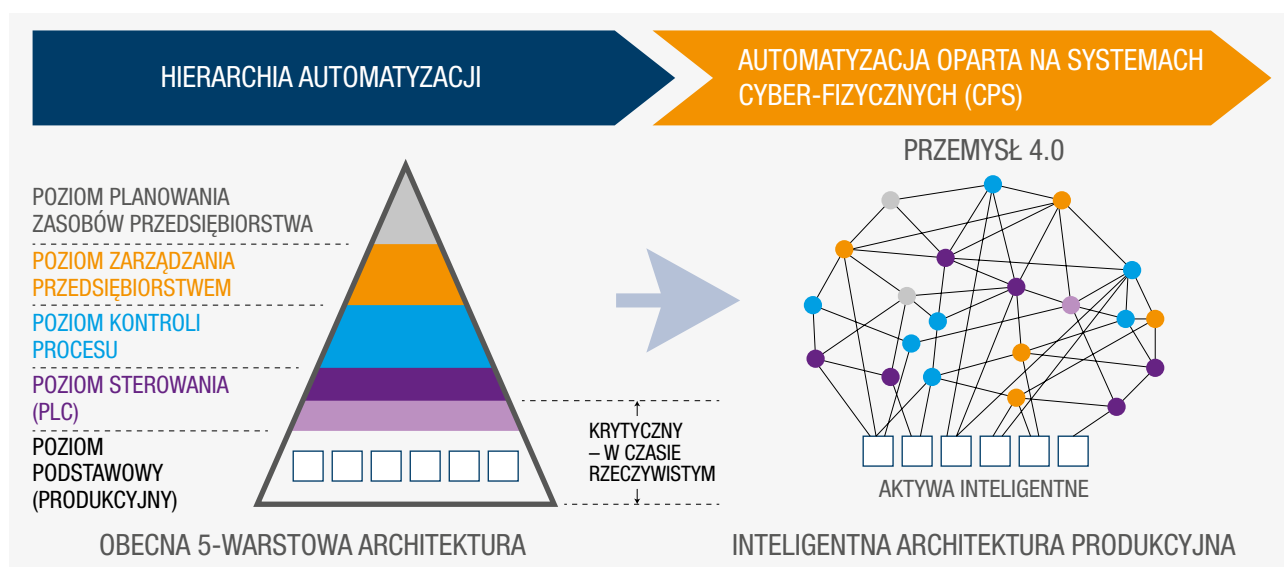 HIERARCHIA AUTOMATYZACJI
AUTOMATYZACJA OPARTA NA SYSTEMACH
CYBER-FIZYCZNYCH (CPS)
PRZEMYSŁ 4.0
POZIOM PLANOWANIA
ZASOBÓW PRZEDSIĘBIORSTWA
POZIOM ZARZĄDZANIA
PRZEDSIĘBIORSTWEM
POZIOM KONTROLI
PROCESU
POZIOM STEROWANIA
(PLC)
POZIOM
PODSTAWOWY
(PRODUKCYJNY)
KRYTYCZNY
– W CZASIE
RZECZYWISTYM
AKTYWA INTELIGENTNE
OBECNA 5-WARSTOWA ARCHITEKTURA
INTELIGENTNA ARCHITEKTURA PRODUKCYJNA